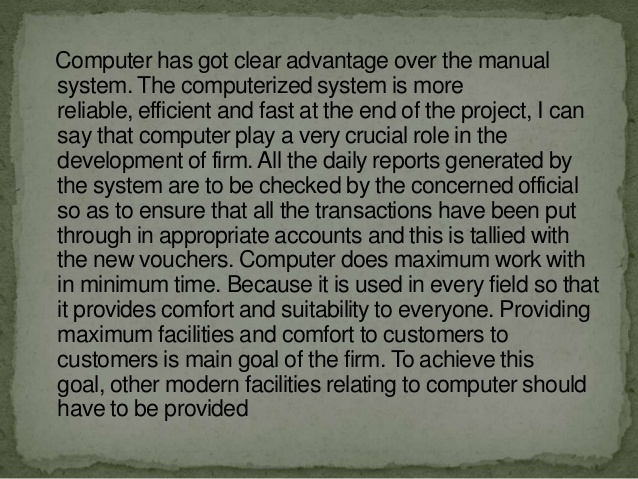 Computer has got clear advantage over the manual
system. The computerized system is more
reliable, efficient and fast at the end of the project, I can
say that computer play a very crucial role in the
development of firm. All the daily reports generated by
the system are to be checked by the concerned official
so as to ensure that all the transactions have been put
through in appropriate accounts and this is tallied with
the new vouchers. Computer does maximum work with
in minimum time. Because it is used in every field so that
it provides comfort and suitability to everyone. Providing
maximum facilities and comfort to customers to
customers is main goal of the firm. To achieve this
goal, other modern facilities relating to computer should
have to be provided